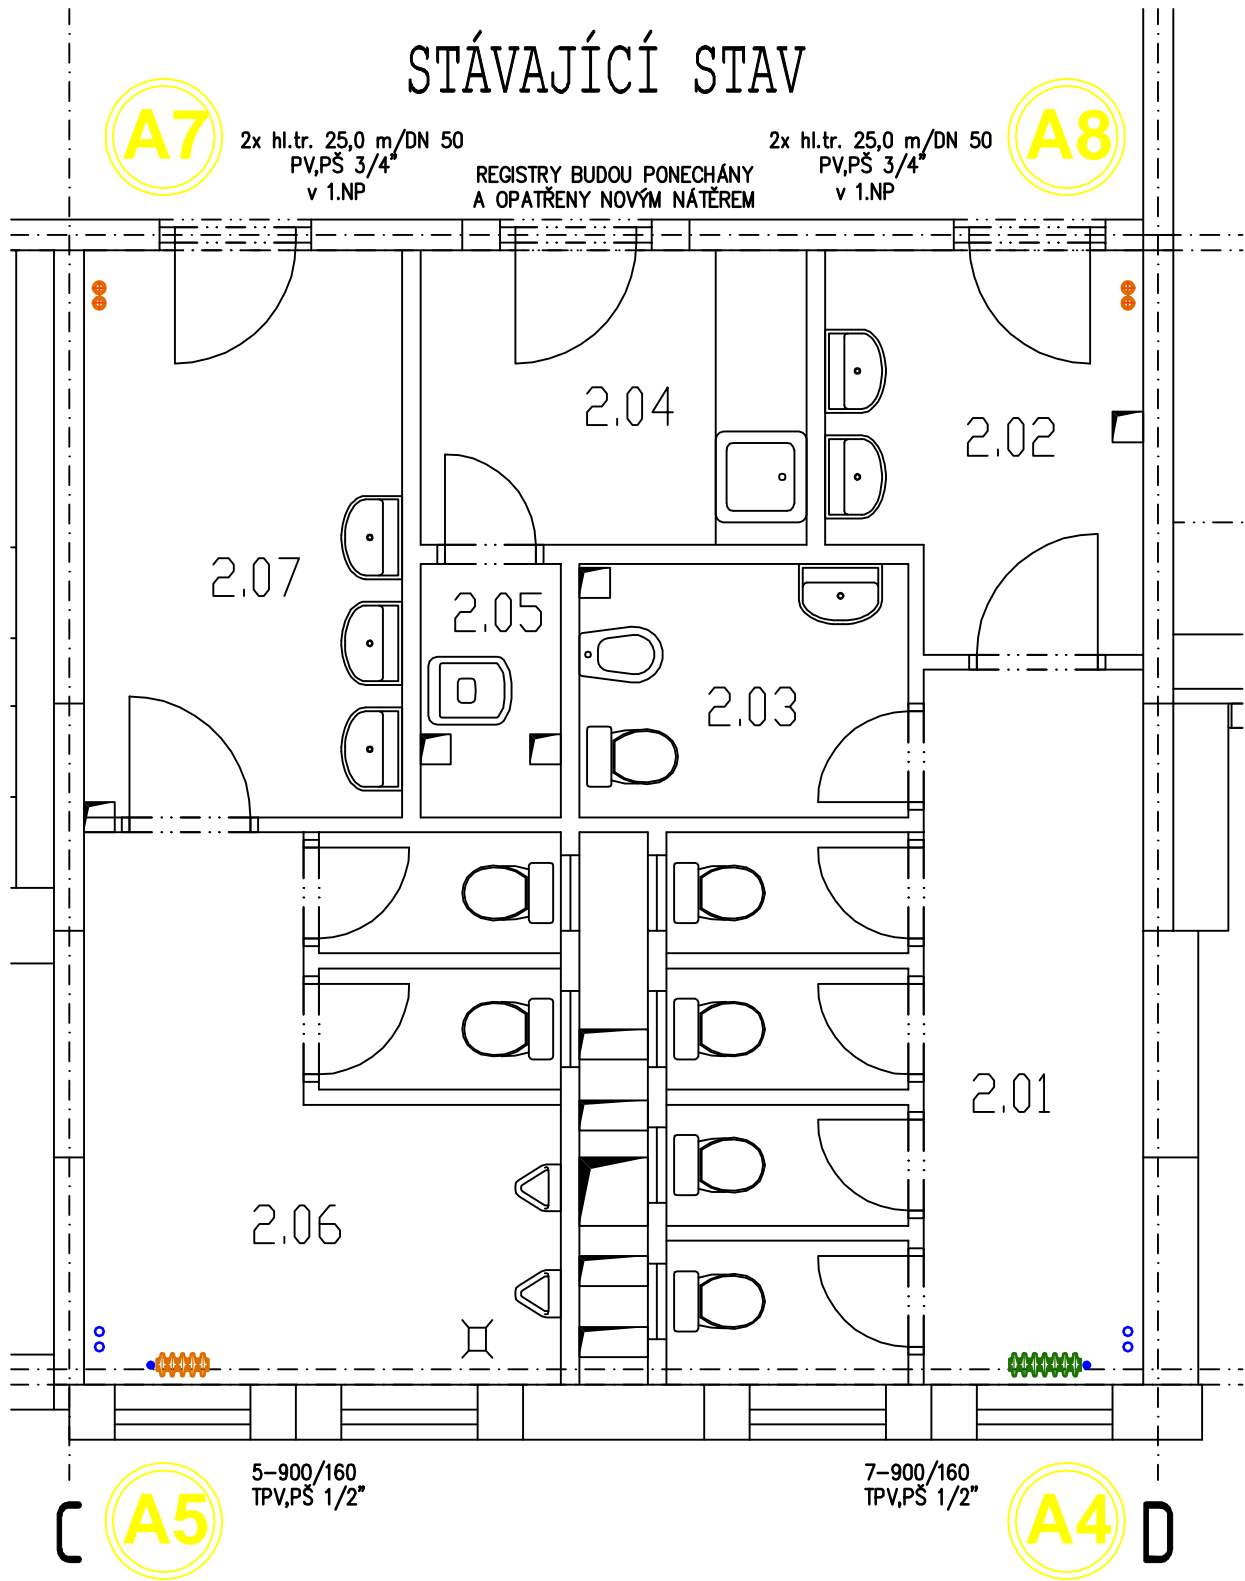 STÁVAJÍCÍ STAV
A7
A8
2x hl.tr. 25,0 m/DN 50
PV,PŠ 3/4"
v 1.NP
REGISTRY BUDOU PONECHÁNY
A OPATŘENY NOVÝM NÁTĚREM
2x hl.tr. 25,0 m/DN 50
PV,PŠ 3/4"
v 1.NP
2.04
2.02
2.07
2.05
2.03
2.01
2.06
5-900/160
TPV,PŠ 1/2"
7-900/160
TPV,PŠ 1/2"
C
A5
A4
D